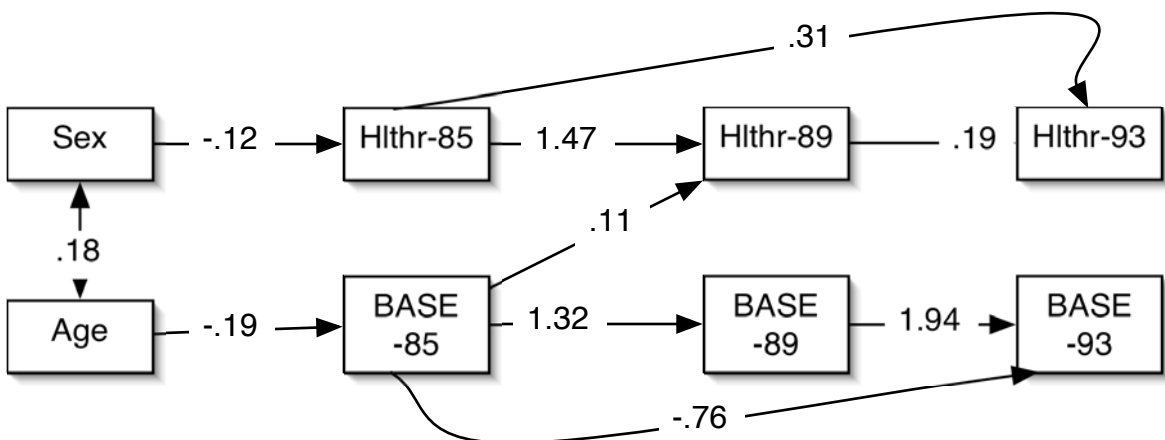 .31
Sex
-.12
Hlthr-85
1.47
Hlthr-89
.19
Hlthr-93
.18
.11
Age
-.19
BASE
-85
1.32
BASE
-89
1.94
BASE
-93
-.76